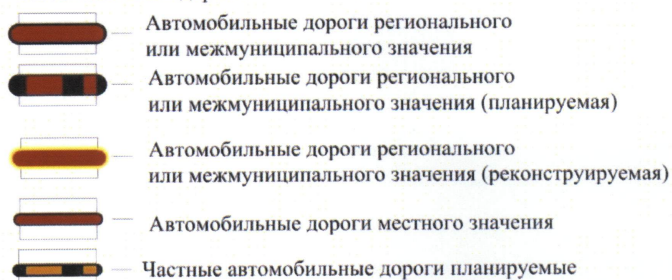 Автомобильные дороги регионального
или межмуниципального значения
Автомобильные дороги регионального
или межмуниципального значения (планируемая)
Автомобильные дороги регионального
или межмуниципального значения (реконструируемая)
Автомобильные дороги местного значения
Частные автомобильные дороги планируемые